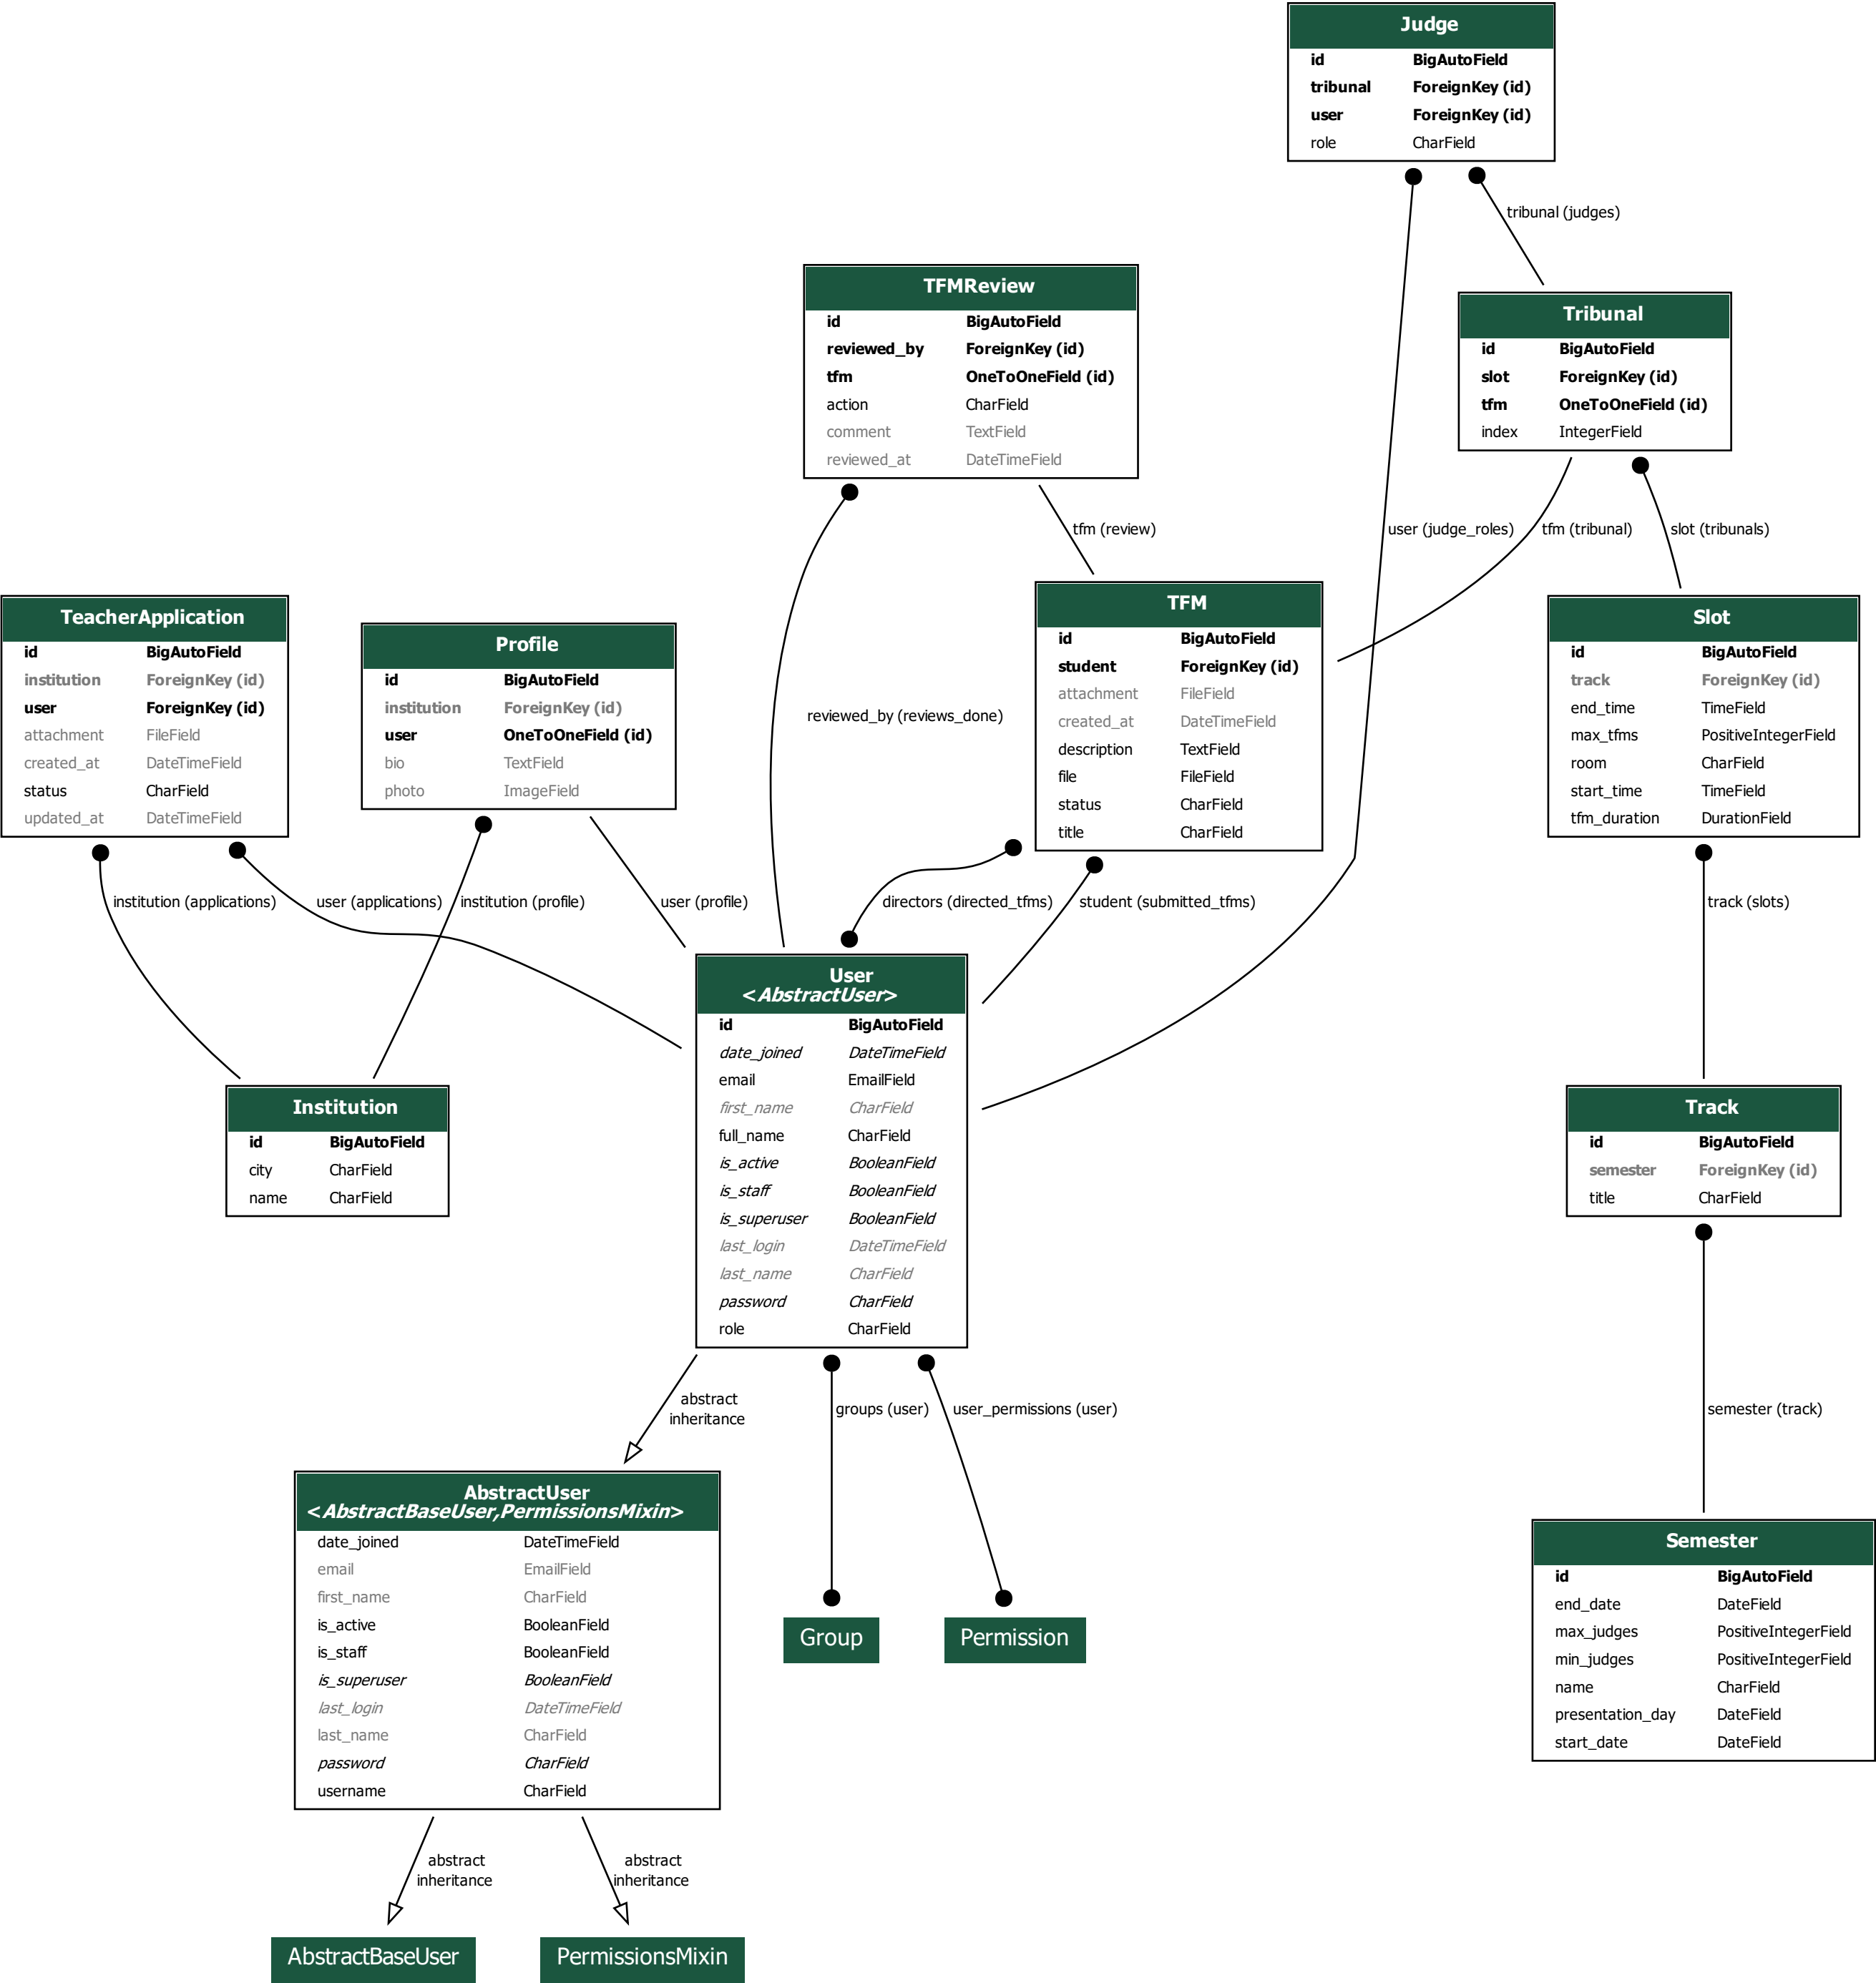 Judge
id BigAutoField
tribunal ForeignKey (id)
user ForeignKey (id)
role CharField
tribunal (judges)
TFMReview
id BigAutoField
reviewed_by ForeignKey (id)
tfm OneToOneField (id)
action CharField
comment TextField
reviewed_at DateTimeField
Tribunal
id BigAutoField
slot ForeignKey (id)
tfm OneToOneField (id)
index IntegerField
tfm (review)
user (judge_roles)
tfm (tribunal)
slot (tribunals)
TeacherApplication
id BigAutoField
institution ForeignKey (id)
user ForeignKey (id)
attachment FileField
created_at DateTimeField
status CharField
updated_at DateTimeField
Profile
id BigAutoField
institution ForeignKey (id)
user OneToOneField (id)
bio TextField
photo ImageField
reviewed_by (reviews_done)
TFM
id BigAutoField
student ForeignKey (id)
attachment FileField
created_at DateTimeField
description TextField
file FileField
status CharField
title CharField
Slot
id BigAutoField
track ForeignKey (id)
end_time TimeField
max_tfms PositiveIntegerField
room CharField
start_time TimeField
tfm_duration DurationField
institution (applications)
user (applications)
institution (profile)
user (profile)
directors (directed_tfms)
student (submitted_tfms)
track (slots)
User
<AbstractUser>
id BigAutoField
date_joined DateTimeField
email EmailField
first_name CharField
full_name CharField
is_active BooleanField
is_staff BooleanField
is_superuser BooleanField
last_login DateTimeField
last_name CharField
password CharField
role CharField
Institution
id BigAutoField
city CharField
name CharField
Track
id BigAutoField
semester ForeignKey (id)
title CharField
abstract
inheritance
groups (user)
user_permissions (user)
semester (track)
AbstractUser
<AbstractBaseUser,PermissionsMixin>
date_joined DateTimeField
email EmailField
first_name CharField
is_active BooleanField
is_staff BooleanField
is_superuser BooleanField
last_login DateTimeField
last_name CharField
password CharField
username CharField
Group
Permission
Semester
id BigAutoField
end_date DateField
max_judges PositiveIntegerField
min_judges PositiveIntegerField
name CharField
presentation_day DateField
start_date DateField
abstract
inheritance
abstract
inheritance
AbstractBaseUser
PermissionsMixin